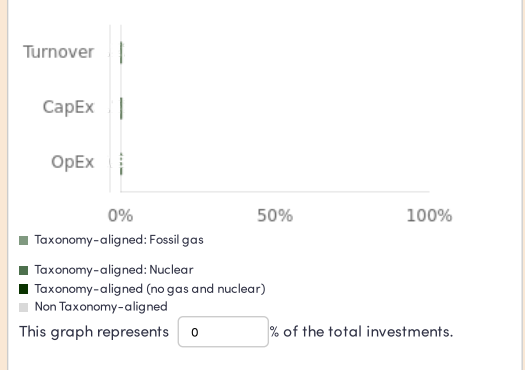 Turnover
CapEx
OpEx
0% 50% 100%
Taxonomy-aligned: Fossil gas
Taxonomy-aligned: Nuclear
Taxonomy-aligned (no gas and nuclear)
Non Taxonomy-aligned
This graph represents 0 % of the total investments.